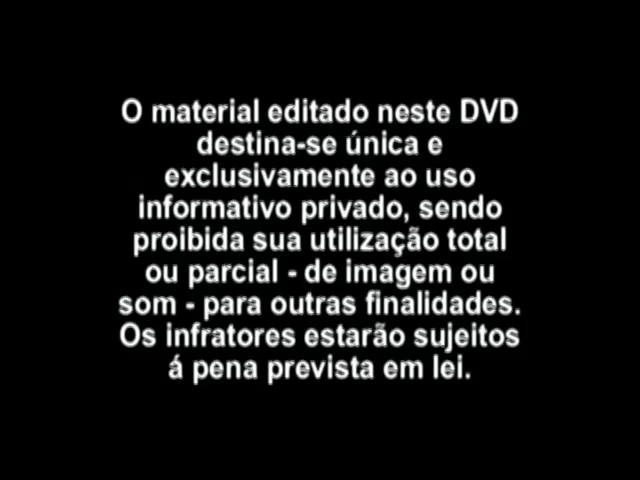 O material editado neste DVD
destina-se única e
exclusivamente ao uso
informativo privado, sendo
proibida sua utilização total
ou parcial - de imagem ou
som - para outras finalidades.
Os infratores estarão sujeitos
á pena prevista em lei.